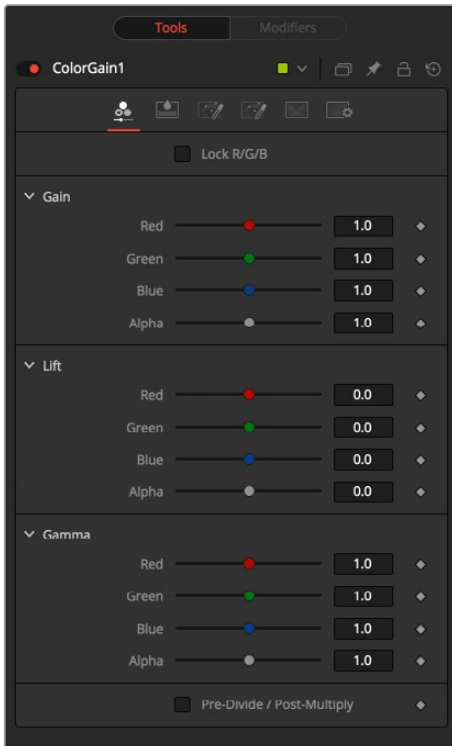 Tools Modifiers
ColorGain1
Lock R/G/B
Gain
Red 1.0
Green 1.0
Blue 1.0
Alpha 1.0
Lift
Red 0.0
Green 0.0
Blue 0.0
Alpha 0.0
Gamma
Red 1.0
Green 1.0
Blue 1.0
Alpha 1.0
Pre-Divide / Post-Multiply